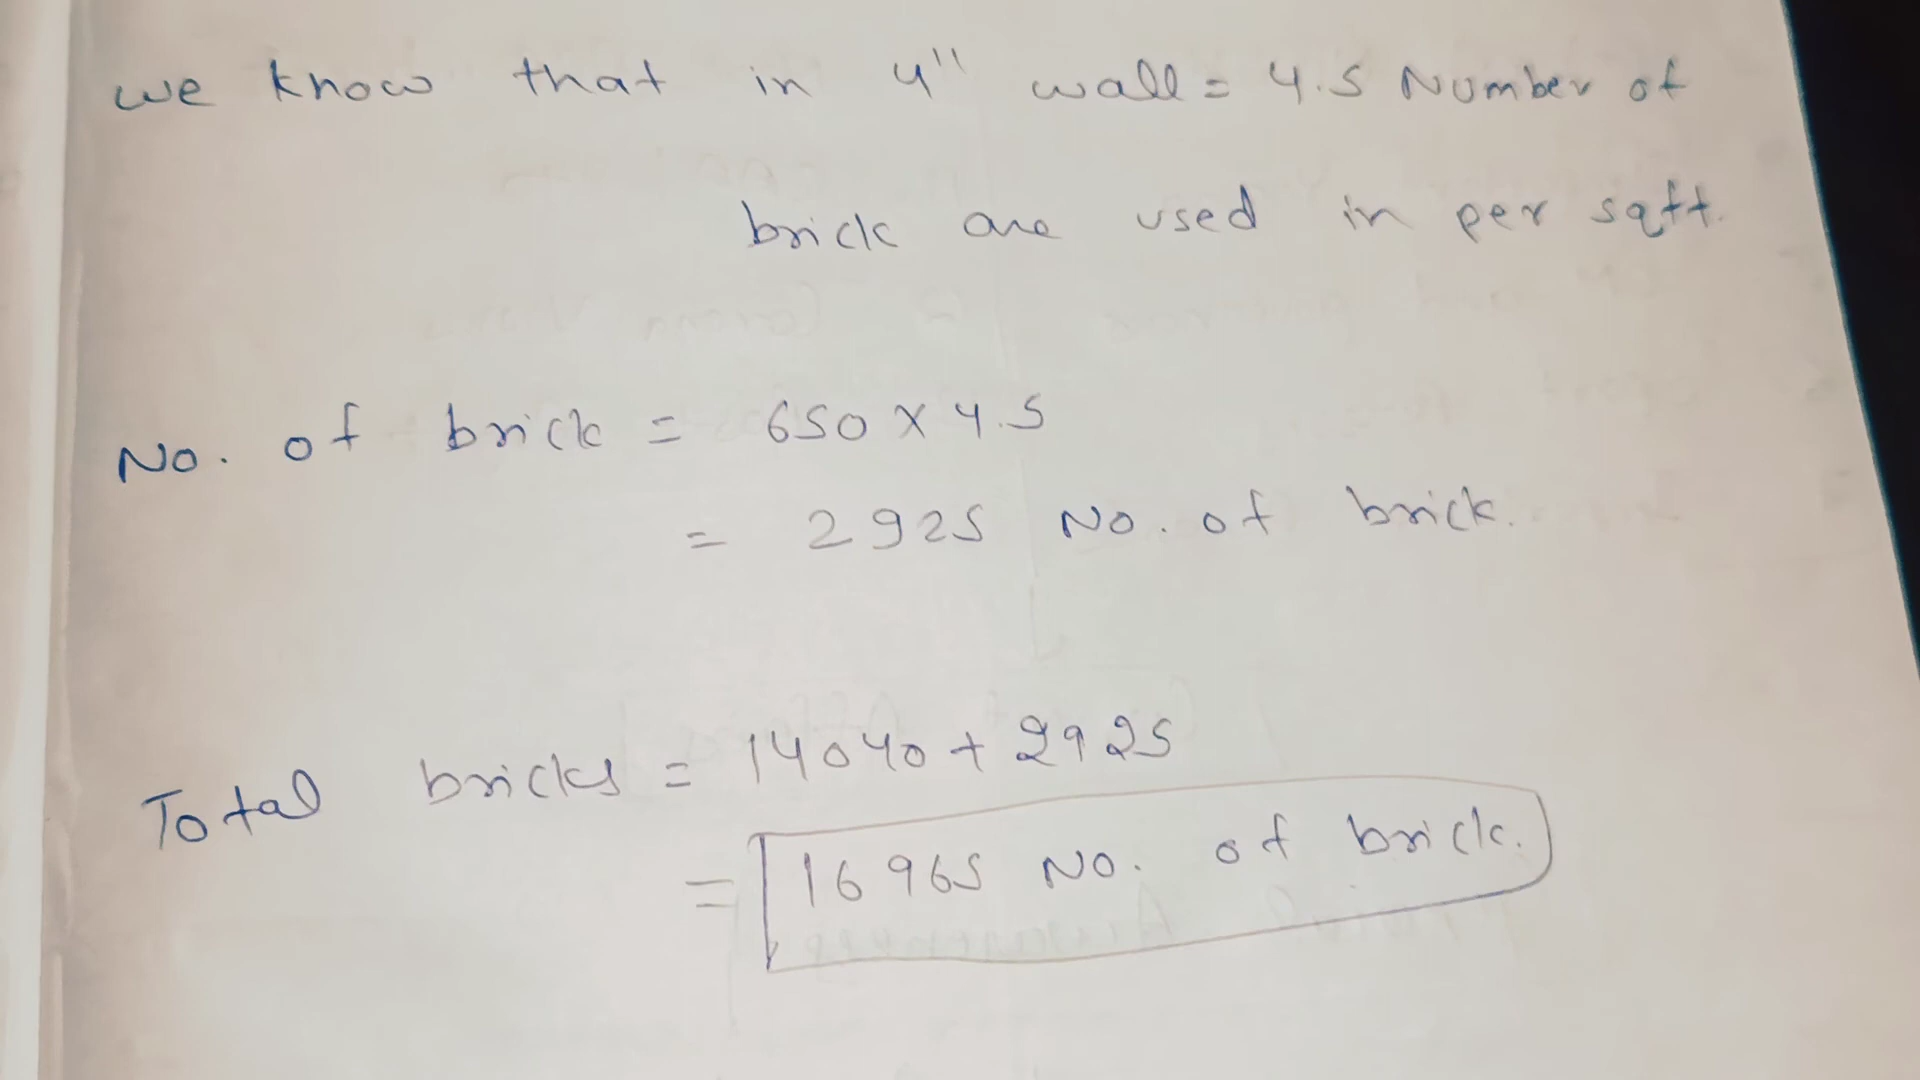 we know that in 4" wall = 4.5 Number of
brick are used in per sqft.
No. of brick = 650 x 4.5
= 2925 No. of brick.
Total bricks = 14040 + 2925
= 16965 No. of brick.